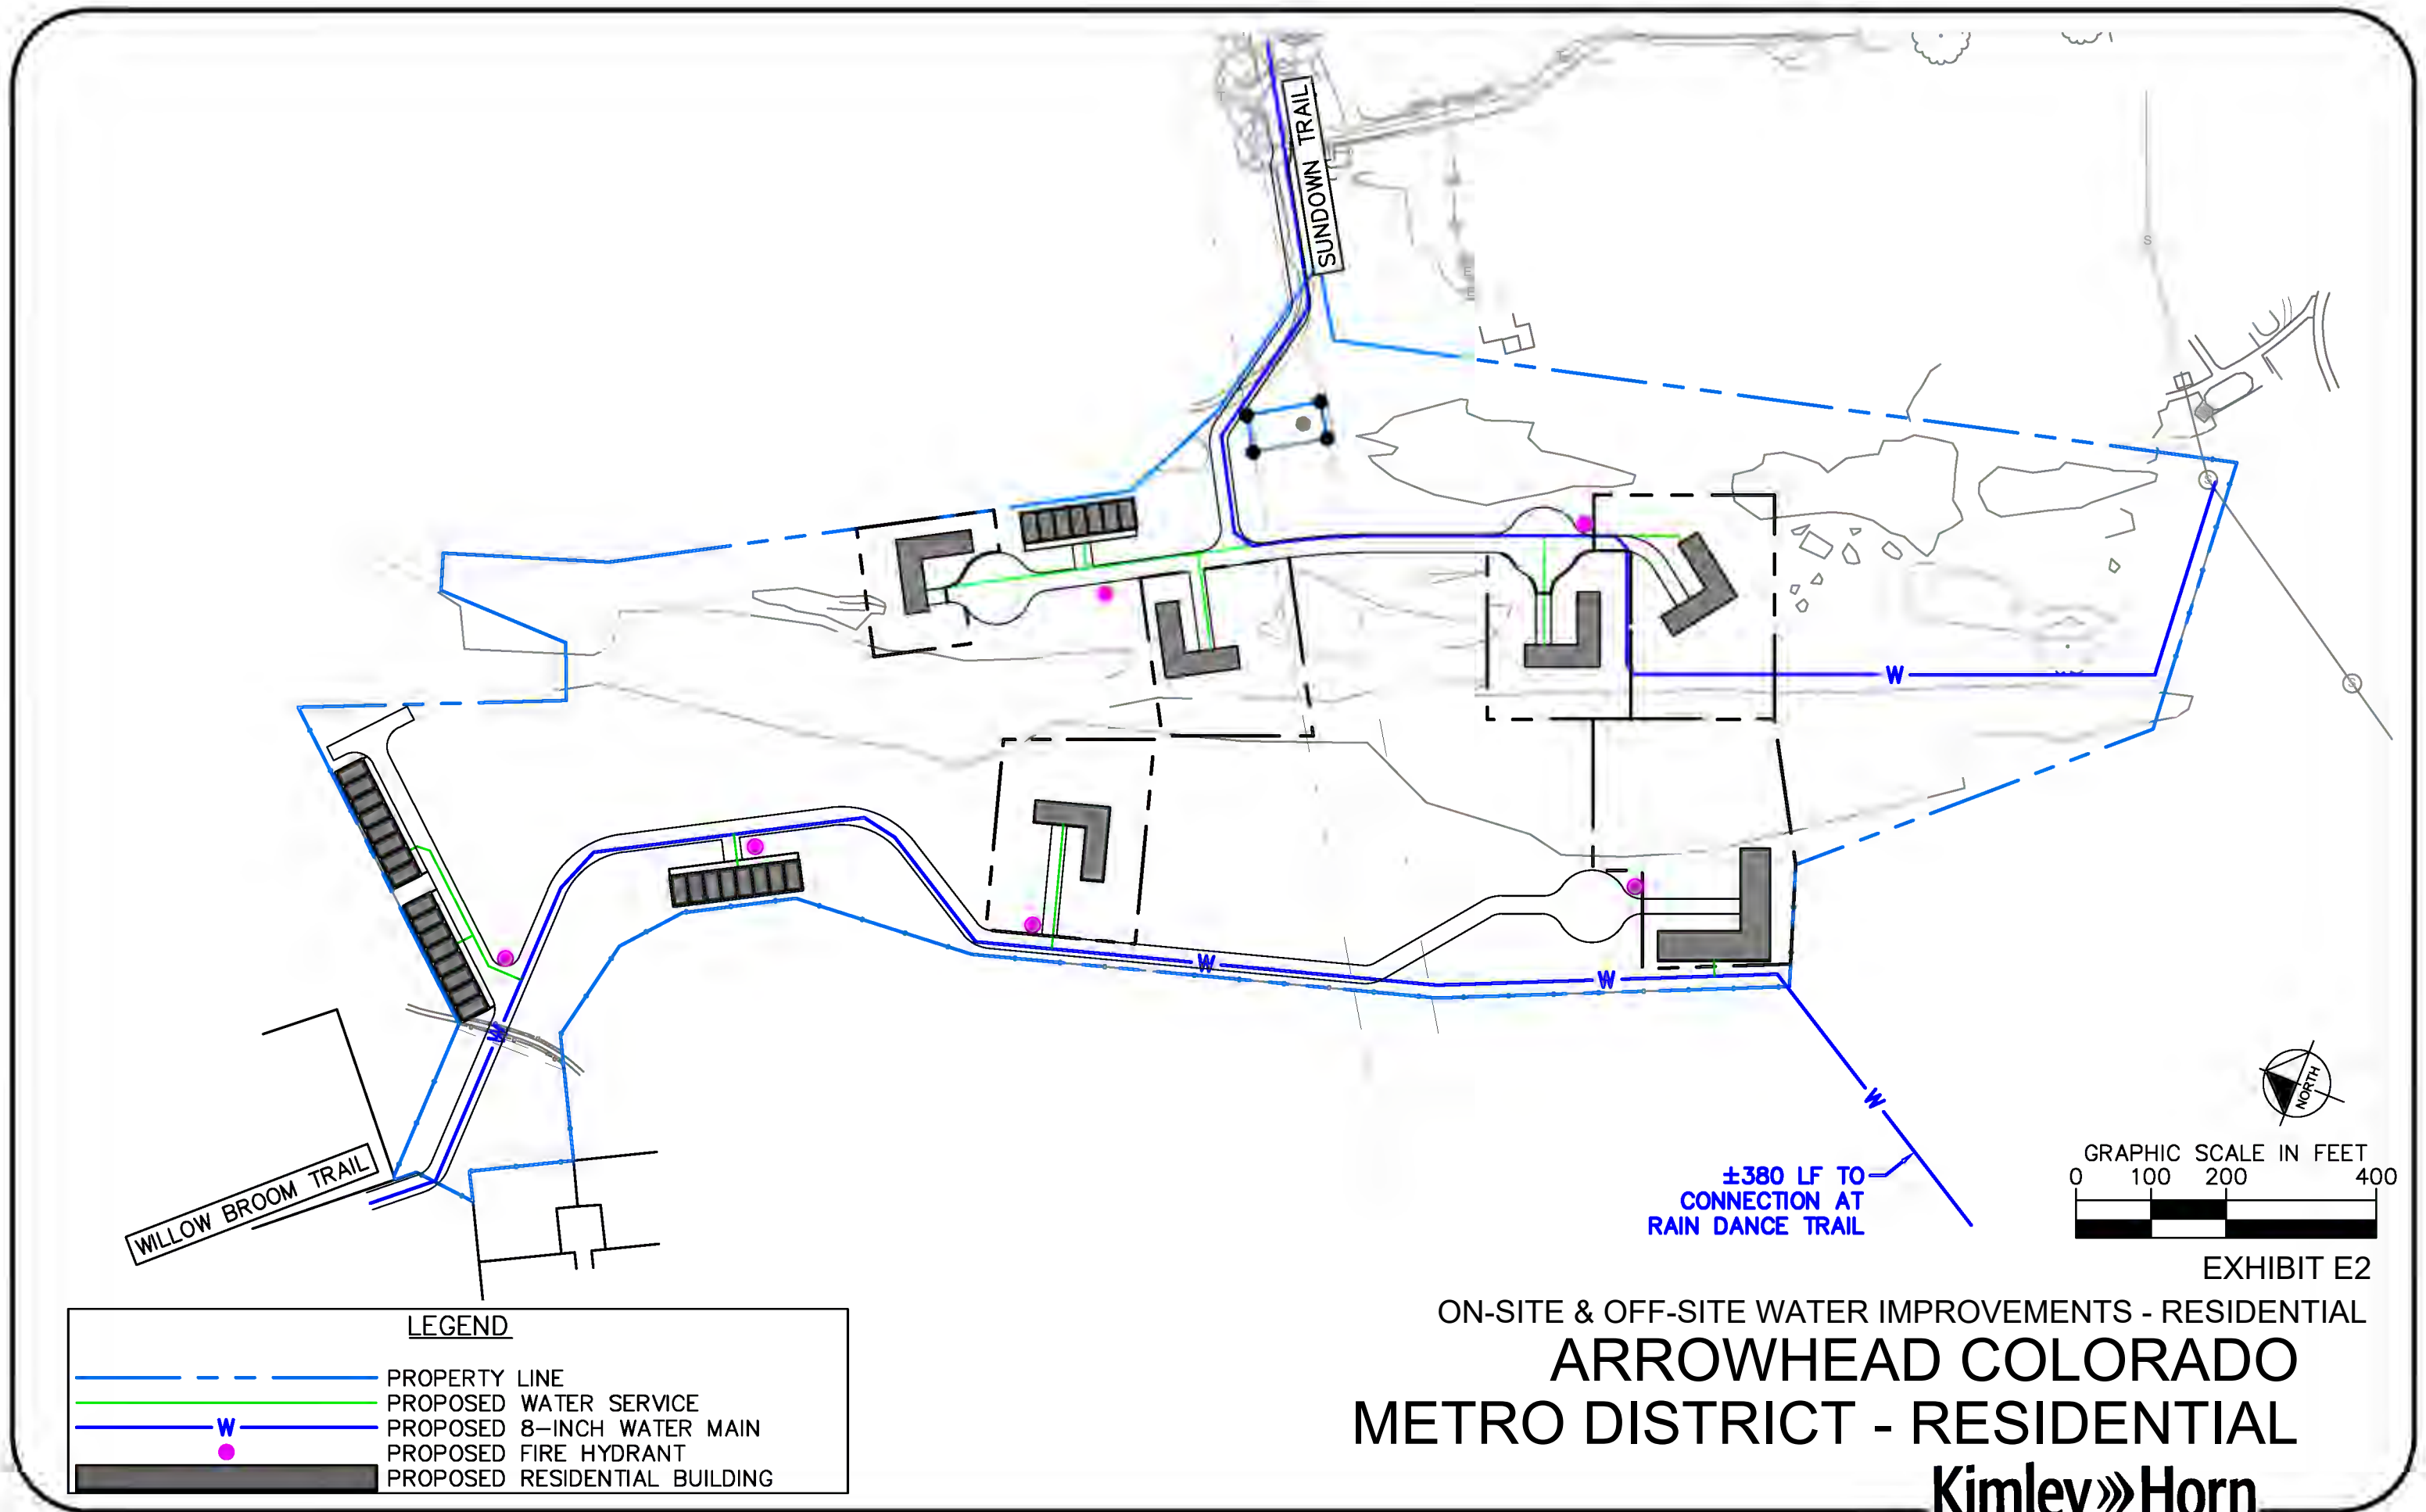 SUNDOWN TRAIL
T
T
E
E
S
S
S
W
W
W
W
W
WILLOW BROOM TRAIL
±380 LF TO
CONNECTION AT
RAIN DANCE TRAIL
NORTH
GRAPHIC SCALE IN FEET
0 100 200 400
EXHIBIT E2
ON-SITE & OFF-SITE WATER IMPROVEMENTS - RESIDENTIAL
ARROWHEAD COLORADO
METRO DISTRICT - RESIDENTIAL
Kimley»Horn
LEGEND
PROPERTY LINE
PROPOSED WATER SERVICE
W PROPOSED 8-INCH WATER MAIN
PROPOSED FIRE HYDRANT
PROPOSED RESIDENTIAL BUILDING